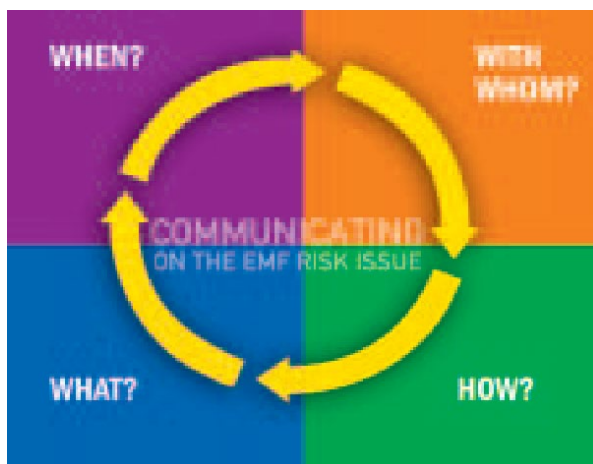 WHEN?
WITH
WHOM?
COMMUNICATING
ON THE EMF RISK ISSUE
WHAT?
HOW?